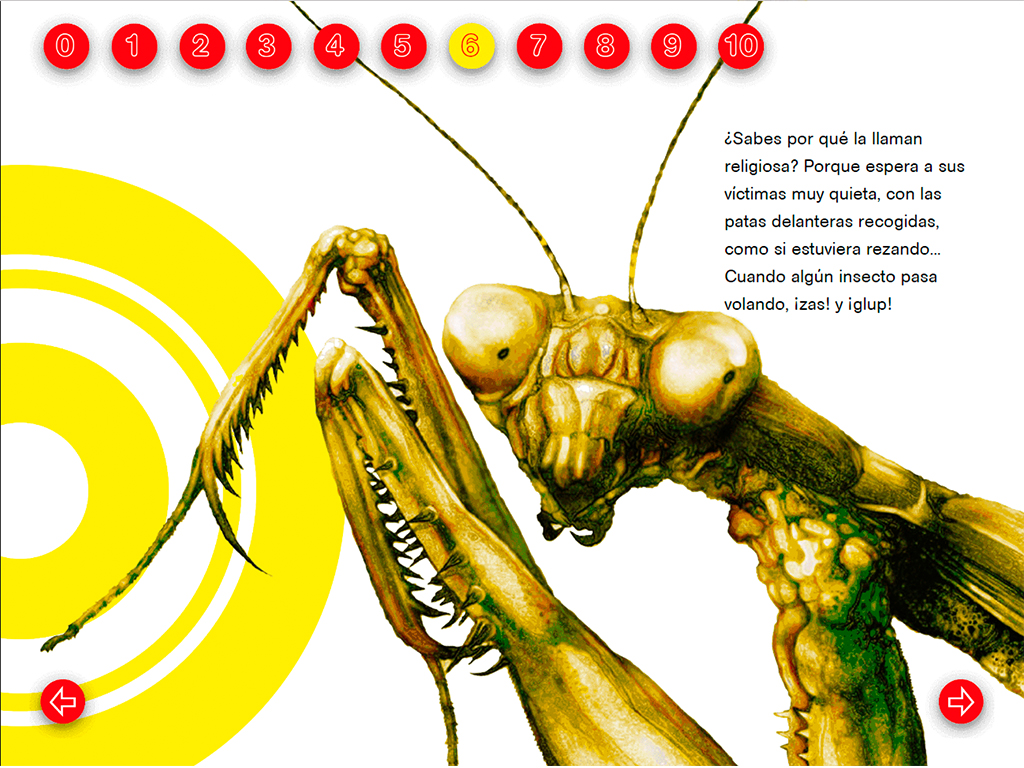 0 1 2 3 4 5 6 7 8 9 10
¿Sabes por qué la llaman
religiosa? Porque espera a sus
víctimas muy quieta, con las
patas delanteras recogidas,
como si estuviera rezando...
Cuando algún insecto pasa
volando, ¡zas! y ¡glup!